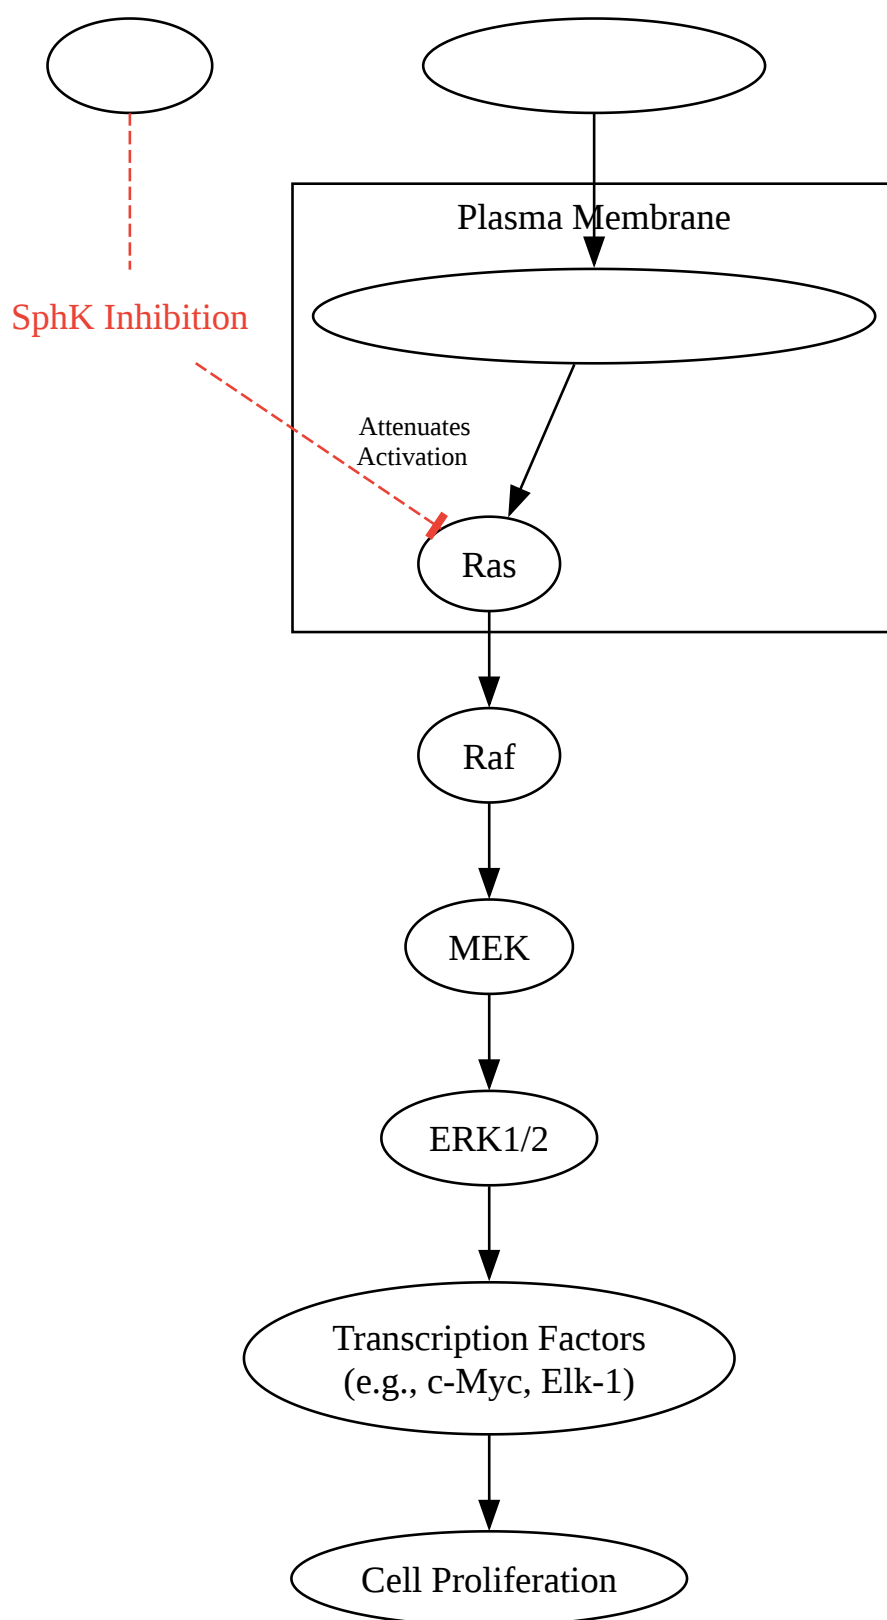 Plasma Membrane
SphK Inhibition
Attenuates
Activation
Ras
Raf
MEK
ERK1/2
Transcription Factors
(e.g., c-Myc, Elk-1)
Cell Proliferation